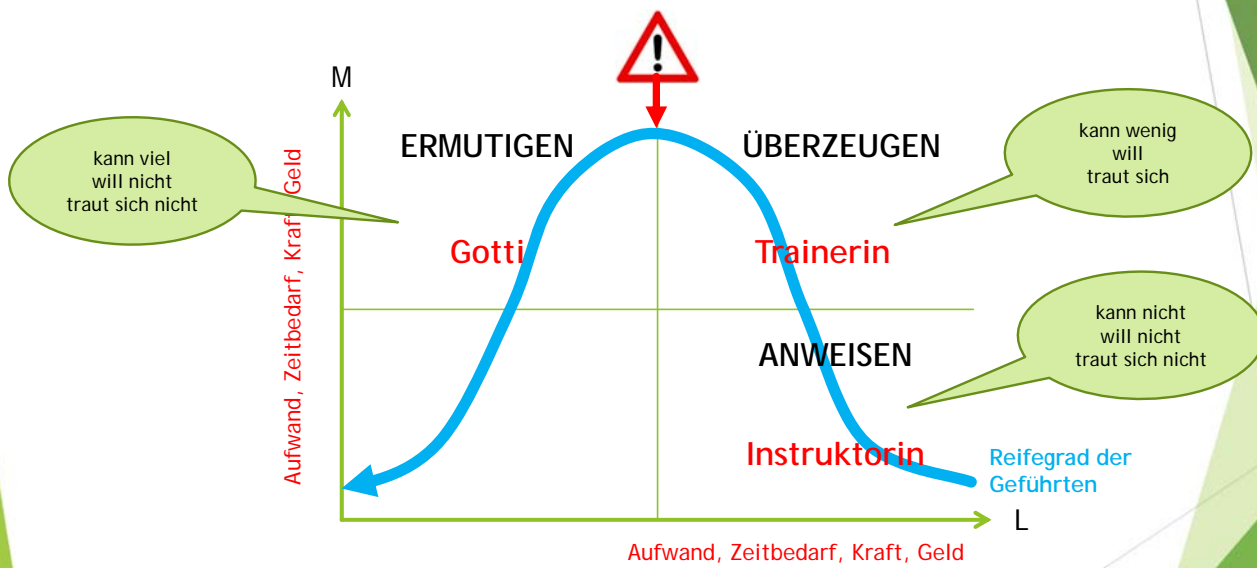 !
M
ERMUTIGEN
ÜBERZEUGEN
kann viel
will nicht
traut sich nicht
kann wenig
will
traut sich
Aufwand, Zeitbedarf, Kraft, Geld
Gotti
Trainerin
kann nicht
will nicht
traut sich nicht
ANWEISEN
Instruktorin
Reifegrad der
Geführten
L
Aufwand, Zeitbedarf, Kraft, Geld